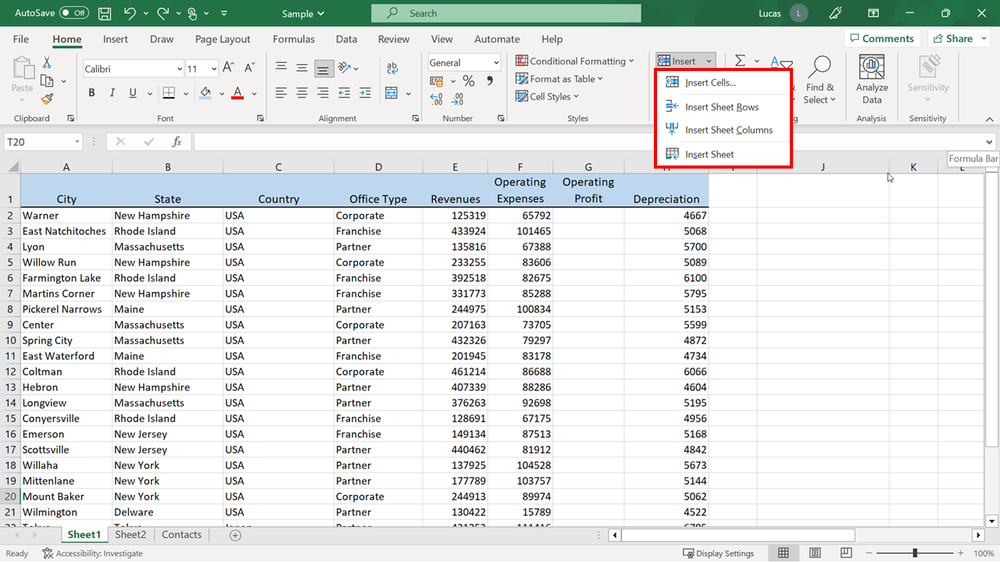 AutoSave Off Sample Search Lucas L
File Home Insert Draw Page Layout Formulas Data Review View Automate Help Comments Share
Paste Calibri 11 General Conditional Formatting Insert
Format as Table Insert Cells...
B I U A % Cell Styles Insert Sheet Rows Find & Select Analyze Data Sensitivity
Insert Sheet Columns
Clipboard Font Alignment Number Styles Insert Sheet Analysis Sensitivity
T20 fx
Formula Bar
A B C D E F G J K
1 City State Country Office Type Revenues Operating Expenses Operating Profit Depreciation
2 Warner New Hampshire USA Corporate 125319 65792 4667
3 East Natchitoches Rhode Island USA Franchise 433924 101465 5068
4 Lyon Massachusetts USA Partner 135816 67388 5700
5 Willow Run New Hampshire USA Corporate 233255 83606 5089
6 Farmington Lake Rhode Island USA Franchise 392518 82675 6100
7 Martins Corner New Hampshire USA Franchise 331773 85288 5795
8 Pickerel Narrows Maine USA Partner 244975 100834 5153
9 Center Massachusetts USA Corporate 207163 73705 5599
10 Spring City Massachusetts USA Partner 432326 79297 4872
11 East Waterford Maine USA Franchise 201945 83178 4734
12 Coltman Rhode Island USA Corporate 461214 86688 6066
13 Hebron New Hampshire USA Partner 407339 88286 4604
14 Longview Massachusetts USA Partner 376263 92698 5195
15 Conyersville Rhode Island USA Franchise 128691 67175 4956
16 Emerson New Jersey USA Franchise 149134 87513 5168
17 Scottsville New Jersey USA Partner 440462 81912 4842
18 Willaha New York USA Partner 137925 104528 5673
19 Mittenlane New York USA Partner 177789 103757 5144
20 Mount Baker New York USA Corporate 244913 89974 5062
21 Wilmington Delware USA Partner 130422 15789 4522
Sheet1 Sheet2 Contacts
Ready Accessibility: Investigate Display Settings 100%